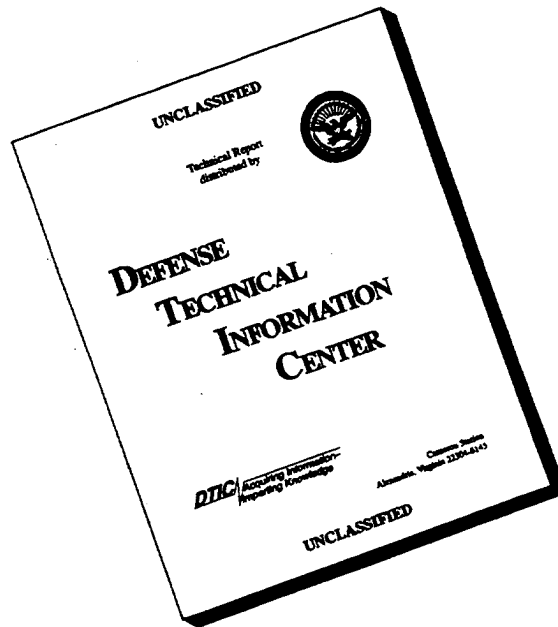 UNCLASSIFIED
Technical Report
distributed by
DEFENSE
TECHNICAL
INFORMATION
CENTER
DTIC Acquiring Information–
Imparting Knowledge
Cameron Station
Alexandria, Virginia 22304-6145
UNCLASSIFIED